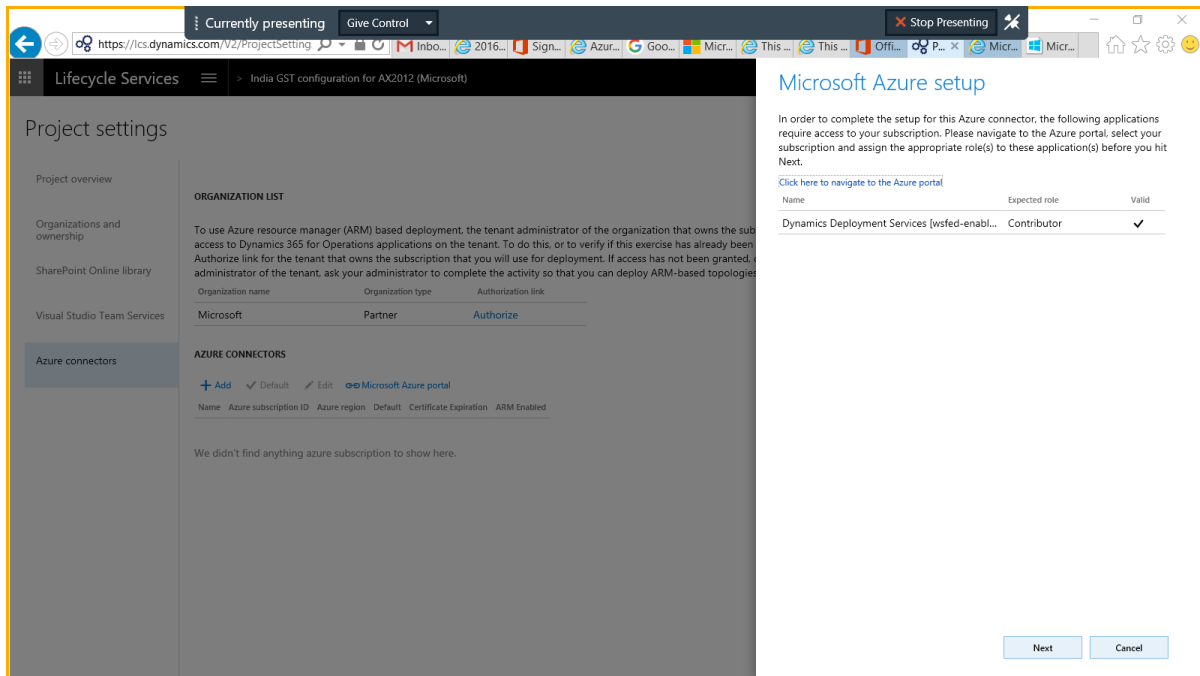 Currently presenting
Give Control
Stop Presenting
https://lcs.dynamics.com/V2/ProjectSetting
Inbo...
2016...
Sign...
Azur...
Goo...
Micr...
This ...
This ...
Offi...
P...
Micr...
Micr...
Lifecycle Services
> India GST configuration for AX2012 (Microsoft)
Project settings
Project overview
Organizations and
ownership
SharePoint Online library
Visual Studio Team Services
Azure connectors
ORGANIZATION LIST
To use Azure resource manager (ARM) based deployment, the tenant administrator of the organization that owns the sub
access to Dynamics 365 for Operations applications on the tenant. To do this, or to verify if this exercise has already been
Authorize link for the tenant that owns the subscription that you will use for deployment. If access has not been granted,
administrator of the tenant, ask your administrator to complete the activity so that you can deploy ARM-based topologies
Organization name Organization type Authorization link
Microsoft Partner Authorize
AZURE CONNECTORS
Add Default Edit Microsoft Azure portal
Name Azure subscription ID Azure region Default Certificate Expiration ARM Enabled
We didn't find anything azure subscription to show here.
Microsoft Azure setup
In order to complete the setup for this Azure connector, the following applications
require access to your subscription. Please navigate to the Azure portal, select your
subscription and assign the appropriate role(s) to these application(s) before you hit
Next.
Click here to navigate to the Azure portal
Name Expected role Valid
Dynamics Deployment Services [wsfed-enabl... Contributor
Next Cancel